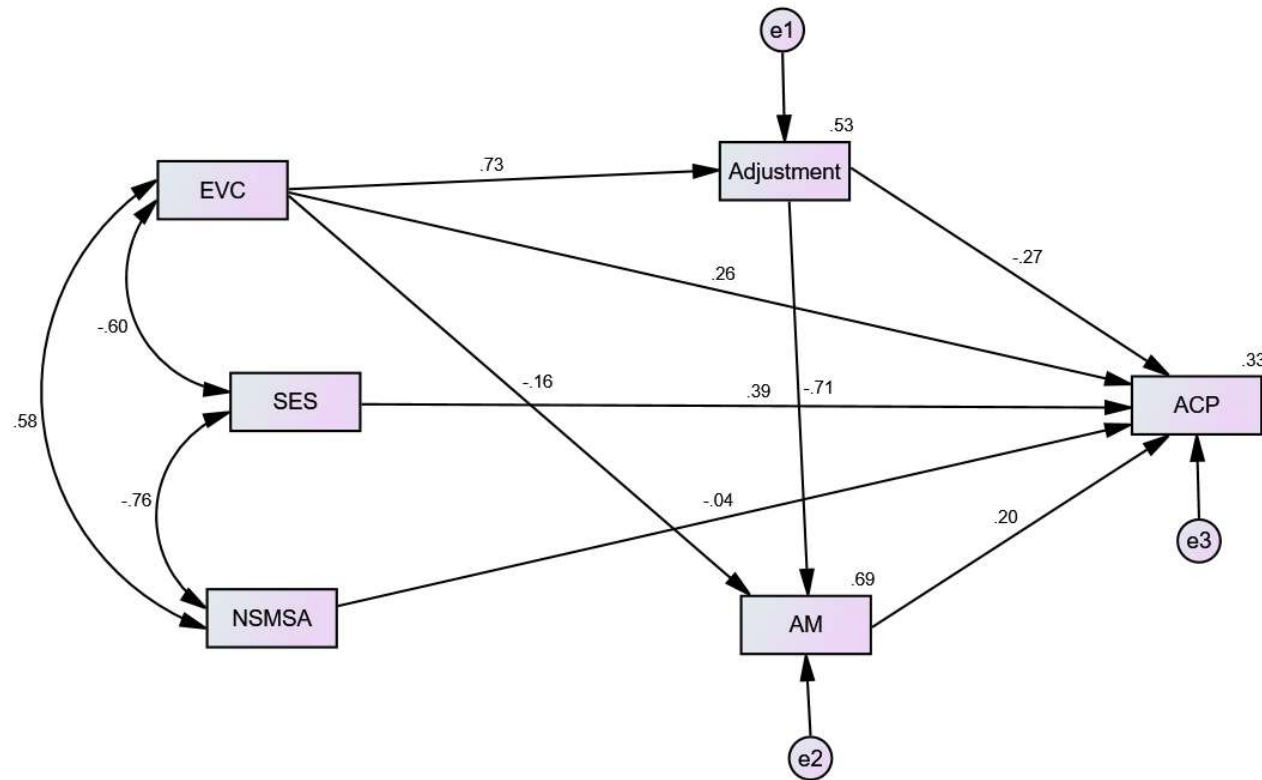 e1
.53
Adjustment
.73
EVC
-.27
.26
-.60
.33
-.16
SES
.39
-.71
ACP
.58
-.76
-.04
.20
e3
.69
NSMSA
AM
e2